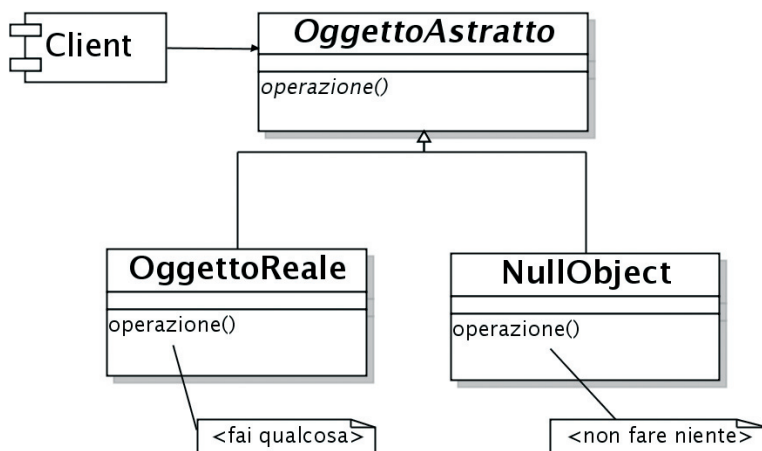 Client
OggettoAstratto
operazione()
OggettoReale
operazione()
NullObject
operazione()
<fai qualcosa>
<non fare niente>